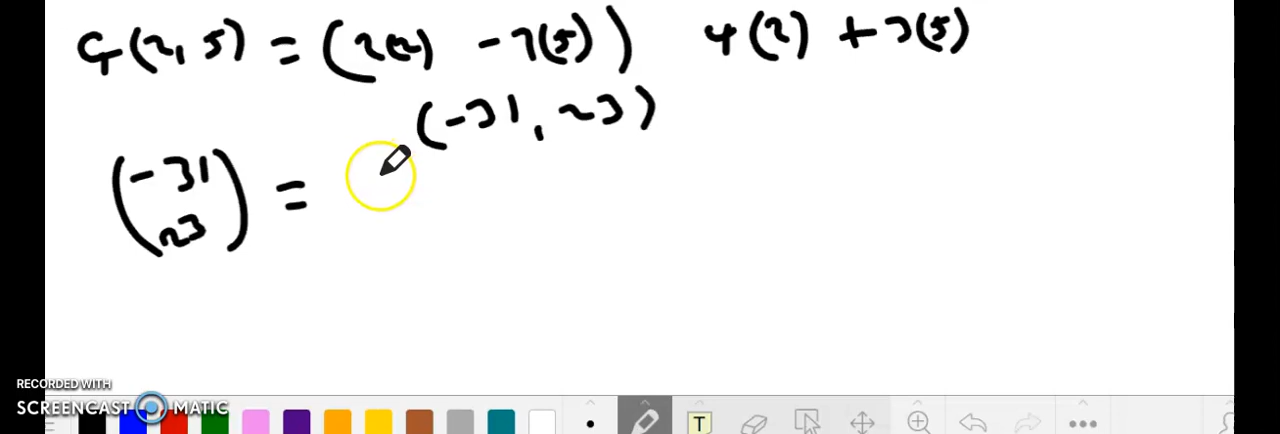 G(2, 5) = (2(2) - 7(5)) 4(2) + 3(5)
(-31, 23)
(-31
23) =
RECORDED WITH
SCREENCAST MATIC
T